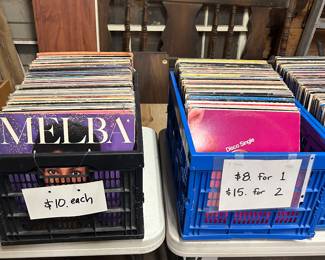 MELBA
$10. each
Disco Single
$8 for 1
$15. for 2